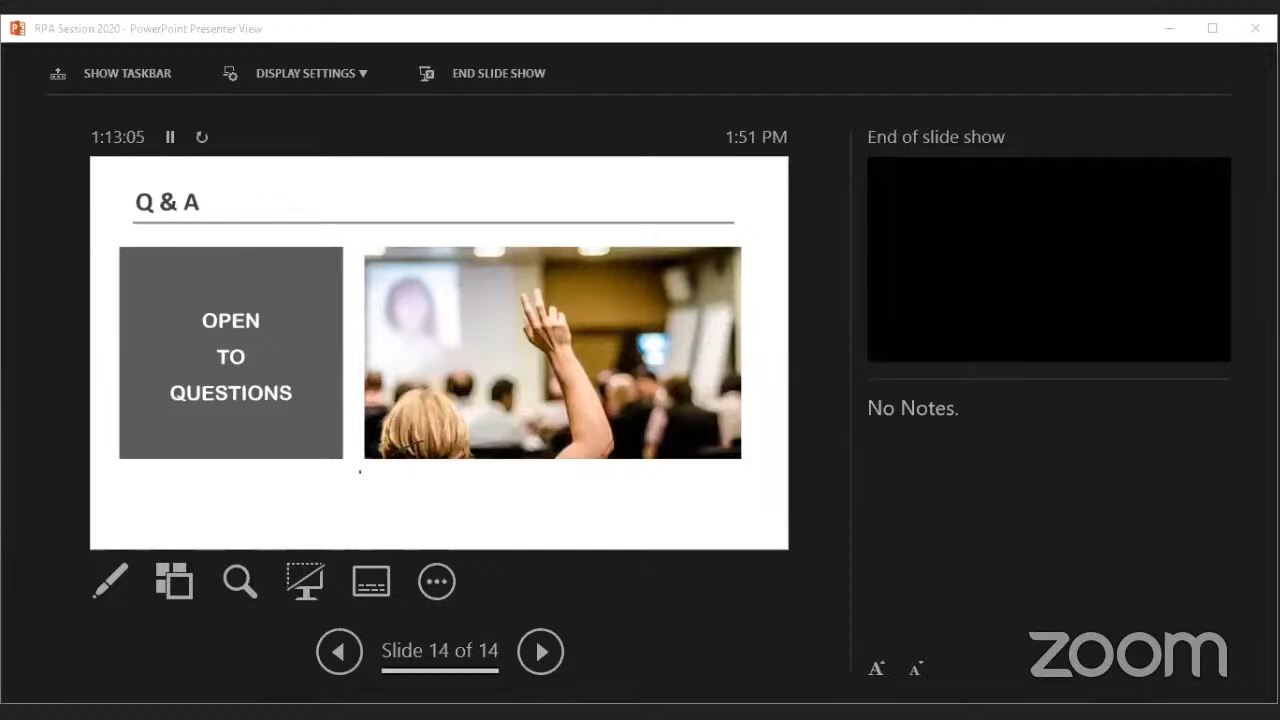 RPA Session 2020 - PowerPoint Presenter View
SHOW TASKBAR DISPLAY SETTINGS ▼ END SLIDE SHOW
1:13:05 1:51 PM
End of slide show
Q & A
OPEN
TO
QUESTIONS
No Notes.
Slide 14 of 14
A A
zoom